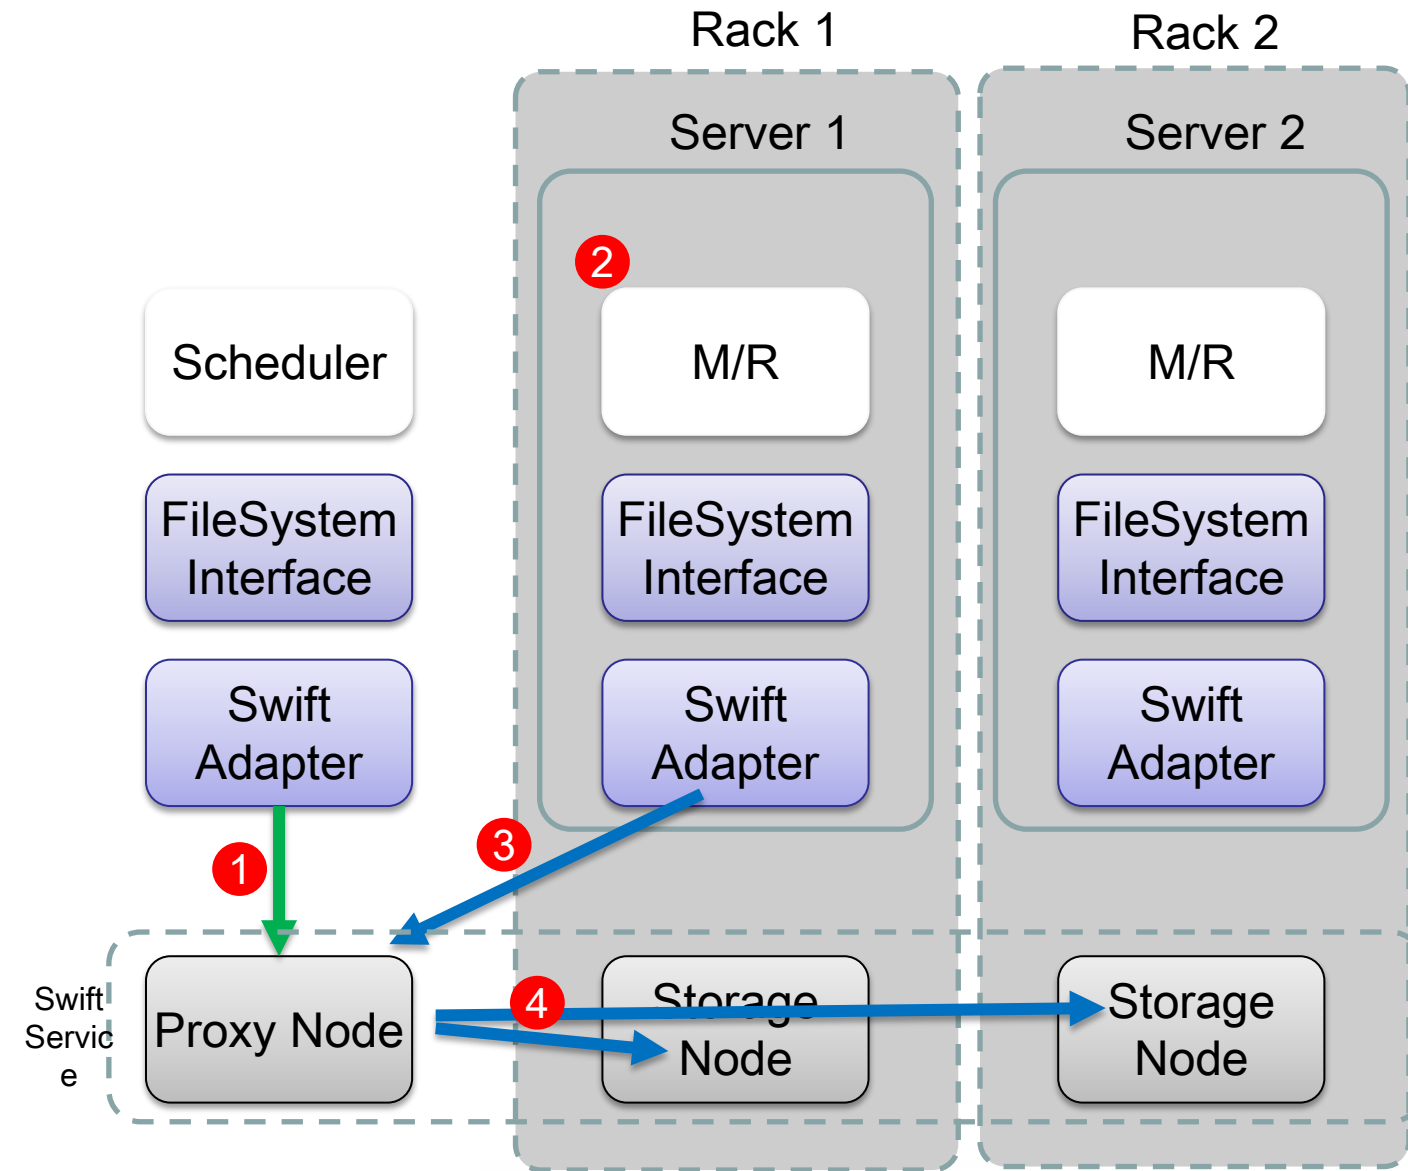 Rack 1
Rack 2
Server 1
Server 2
2
Scheduler
M/R
M/R
FileSystem
Interface
FileSystem
Interface
FileSystem
Interface
Swift
Adapter
Swift
Adapter
Swift
Adapter
1
3
Swift
Servic
e
Proxy Node
4
Storage
Node
Storage
Node